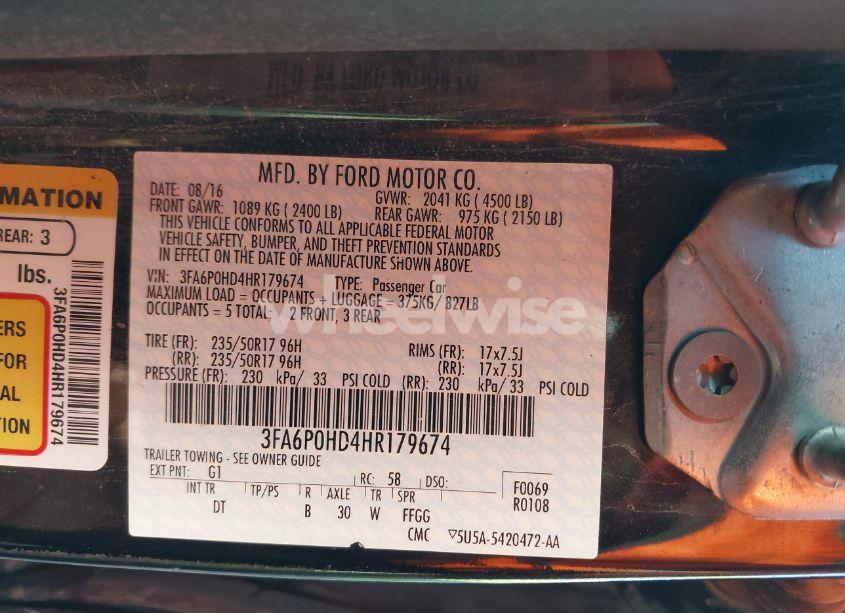 MFD. BY FORD MOTOR CO.
DATE: 08/16
GVWR: 2041 KG ( 4500 LB)
FRONT GAWR: 1089 KG ( 2400 LB)
REAR GAWR: 975 KG ( 2150 LB)
THIS VEHICLE CONFORMS TO ALL APPLICABLE FEDERAL MOTOR
VEHICLE SAFETY, BUMPER, AND THEFT PREVENTION STANDARDS
IN EFFECT ON THE DATE OF MANUFACTURE SHOWN ABOVE.
VIN: 3FA6P0HD4HR179674 TYPE: Passenger Car
MAXIMUM LOAD = OCCUPANTS + LUGGAGE = 375KG/ 827LB
OCCUPANTS = 5 TOTAL; 2 FRONT, 3 REAR
wheelwise
TIRE (FR): 235/50R17 96H RIMS (FR): 17x7.5J
(RR): 235/50R17 96H (RR): 17x7.5J
PRESSURE (FR): 230 kPa/ 33 PSI COLD (RR): 230 kPa/ 33 PSI COLD
3FA6P0HD4HR179674
TRAILER TOWING - SEE OWNER GUIDE
EXT PNT: G1 RC: 58 DSO: F0069
R0108
INT TR TP/PS R AXLE TR SPR
DT B 30 W FFGG
CMC ▽5U5A-5420472-AA
RMATION
REAR: 3
lbs.
ERS
FOR
AL
TION
3FA6P0HD4HR179674